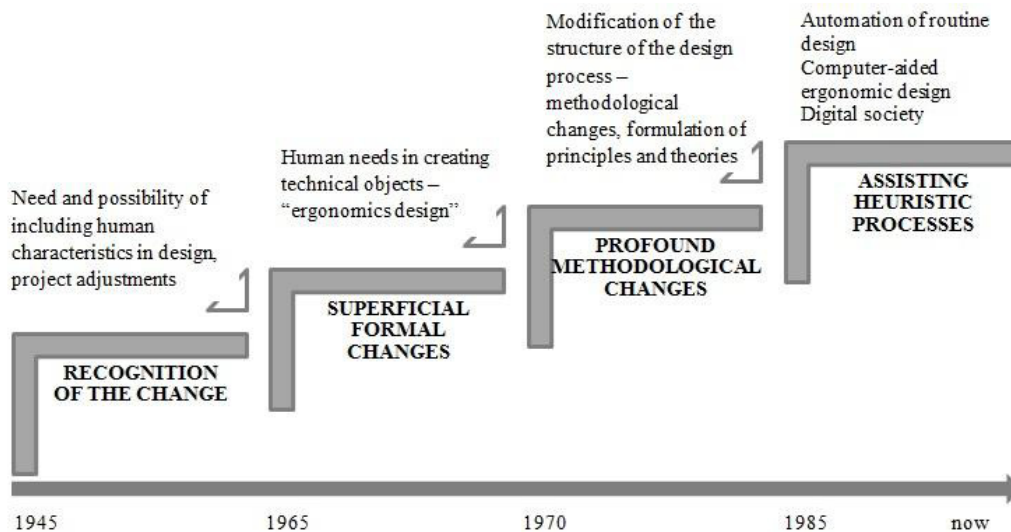 Need and possibility of
including human
characteristics in design,
project adjustments
RECOGNITION
OF THE CHANGE
Human needs in creating
technical objects –
“ergonomics design”
SUPERFICIAL
FORMAL
CHANGES
Modification of the
structure of the design
process –
methodological
changes, formulation of
principles and theories
PROFOUND
METHODOLOGICAL
CHANGES
Automation of routine
design
Computer-aided
ergonomic design
Digital society
ASSISTING
HEURISTIC
PROCESSES
1945 1965 1970 1985 now